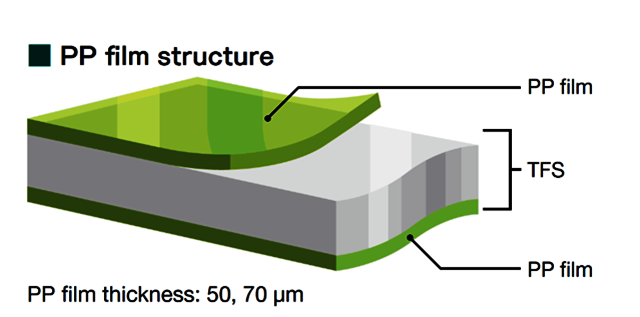 PP film structure
PP film
TFS
PP film
PP film thickness: 50, 70 μm